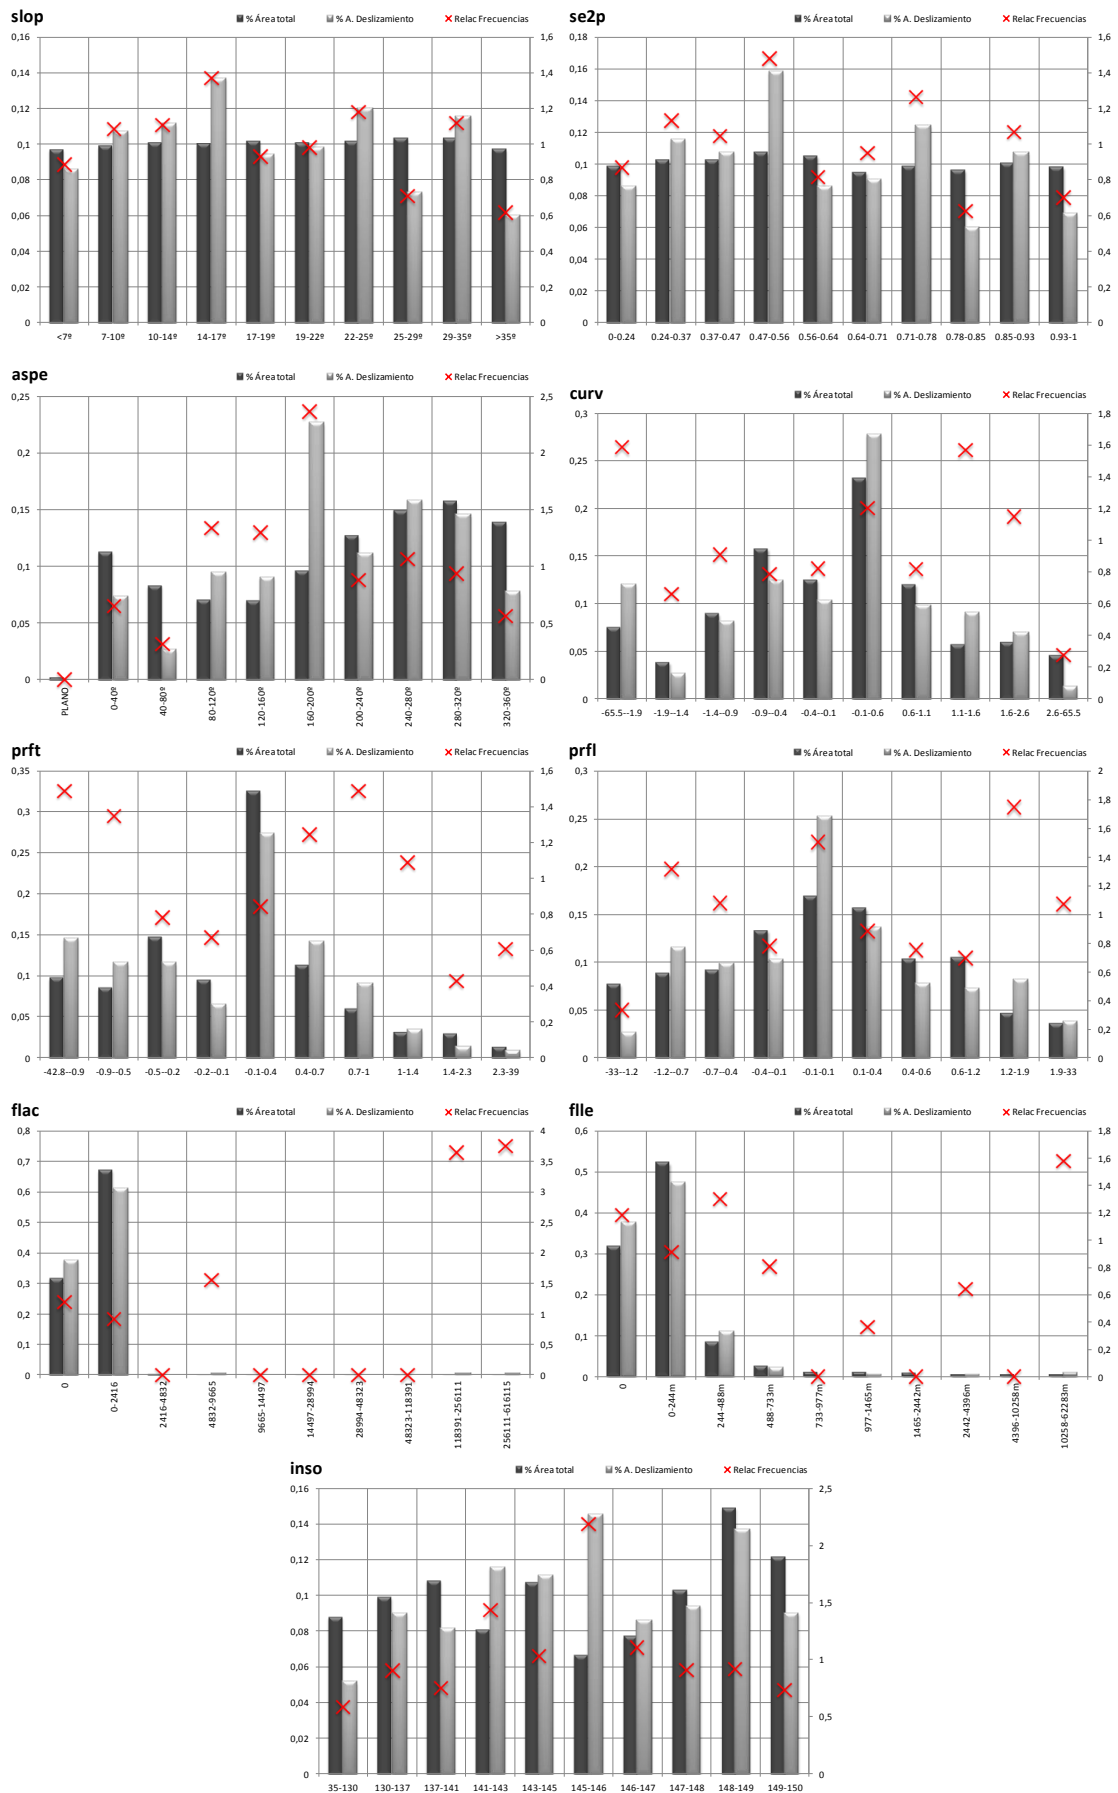 slop
% Área total % A. Deslizamiento Relac Frecuencias
0,16 0,14 0,12 0,1 0,08 0,06 0,04 0,02 0
1,6 1,4 1,2 1 0,8 0,6 0,4 0,2 0
<7º 7-10º 10-14º 14-17º 17-19º 19-22º 22-25º 25-29º 29-35º >35º
se2p
% Área total % A. Deslizamiento Relac Frecuencias
0,18 0,16 0,14 0,12 0,1 0,08 0,06 0,04 0,02 0
1,6 1,4 1,2 1 0,8 0,6 0,4 0,2 0
0-0.24 0.24-0.37 0.37-0.47 0.47-0.56 0.56-0.64 0.64-0.71 0.71-0.78 0.78-0.85 0.85-0.93 0.93-1
aspe
% Área total % A. Deslizamiento Relac Frecuencias
0,25 0,2 0,15 0,1 0,05 0
2,5 2 1,5 1 0,5 0
PLANO 0-40º 40-80º 80-120º 120-160º 160-200º 200-240º 240-280º 280-320º 320-360º
curv
% Área total % A. Deslizamiento Relac Frecuencias
0,3 0,25 0,2 0,15 0,1 0,05 0
1,8 1,6 1,4 1,2 1 0,8 0,6 0,4 0,2 0
-65.5--1.9 -1.9--1.4 -1.4--0.9 -0.9--0.4 -0.4--0.1 -0.1-0.6 0.6-1.1 1.1-1.6 1.6-2.6 2.6-65.5
prft
% Área total % A. Deslizamiento Relac Frecuencias
0,35 0,3 0,25 0,2 0,15 0,1 0,05 0
1,6 1,4 1,2 1 0,8 0,6 0,4 0,2 0
-42.8--0.9 -0.9--0.5 -0.5--0.2 -0.2--0.1 -0.1-0.4 0.4-0.7 0.7-1 1-1.4 1.4-2.3 2.3-39
prfl
% Área total % A. Deslizamiento Relac Frecuencias
0,3 0,25 0,2 0,15 0,1 0,05 0
2 1,8 1,6 1,4 1,2 1 0,8 0,6 0,4 0,2 0
-33--1.2 -1.2--0.7 -0.7--0.4 -0.4--0.1 -0.1-0.1 0.1-0.4 0.4-0.6 0.6-1.2 1.2-1.9 1.9-33
flac
% Área total % A. Deslizamiento Relac Frecuencias
0,8 0,7 0,6 0,5 0,4 0,3 0,2 0,1 0
4 3,5 3 2,5 2 1,5 1 0,5 0
0 0-2416 2416-4832 4832-9665 9665-14497 14497-28994 28994-48323 48323-118391 118391-256111 256111-616115
flle
% Área total % A. Deslizamiento Relac Frecuencias
0,6 0,5 0,4 0,3 0,2 0,1 0
1,8 1,6 1,4 1,2 1 0,8 0,6 0,4 0,2 0
0 0-244m 244-488m 488-733m 733-977m 977-1465m 1465-2442m 2442-4396m 4396-10258m 10258-62283m
inso
% Área total % A. Deslizamiento Relac Frecuencias
0,16 0,14 0,12 0,1 0,08 0,06 0,04 0,02 0
2,5 2 1,5 1 0,5 0
35-130 130-137 137-141 141-143 143-145 145-146 146-147 147-148 148-149 149-150